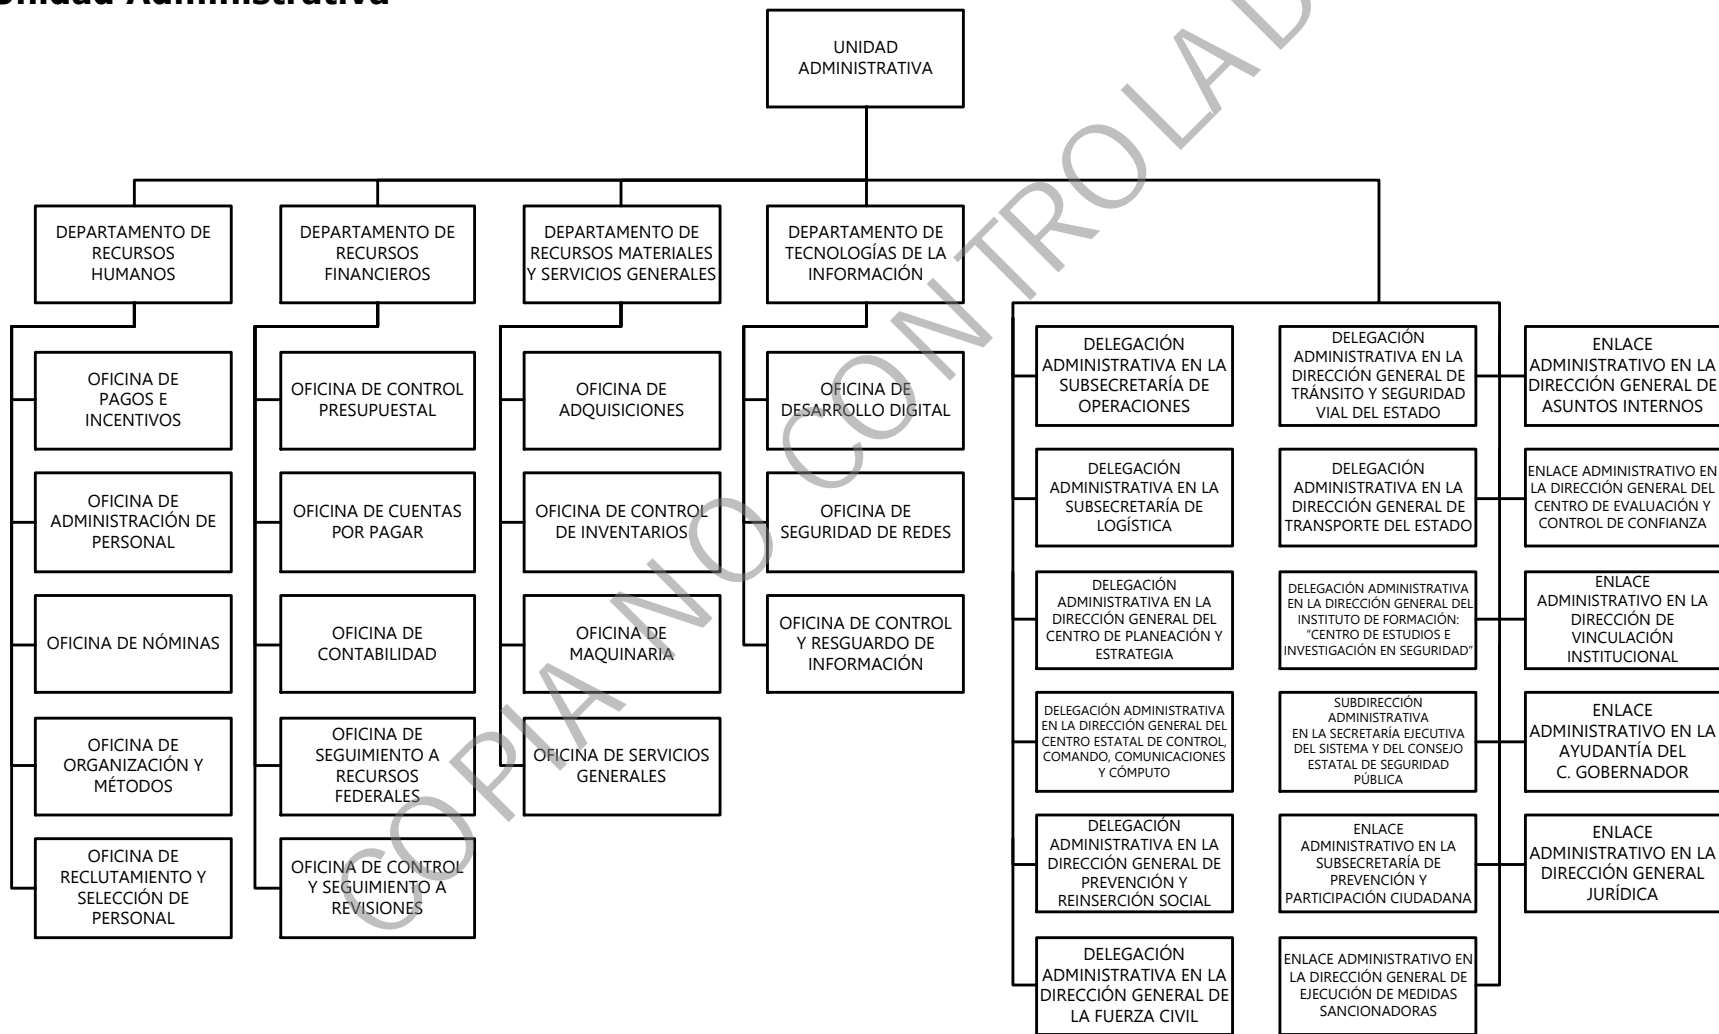 Unidad Administrativa
UNIDAD
ADMINISTRATIVA
DEPARTAMENTO DE
RECURSOS
HUMANOS
DEPARTAMENTO DE
RECURSOS
FINANCIEROS
DEPARTAMENTO DE
RECURSOS MATERIALES
Y SERVICIOS GENERALES
DEPARTAMENTO DE
TECNOLOGÍAS DE LA
INFORMACIÓN
OFICINA DE
PAGOS E
INCENTIVOS
OFICINA DE
ADMINISTRACIÓN DE
PERSONAL
OFICINA DE NÓMINAS
OFICINA DE
ORGANIZACIÓN Y
MÉTODOS
OFICINA DE
RECLUTAMIENTO Y
SELECCIÓN DE
PERSONAL
OFICINA DE CONTROL
PRESUPUESTAL
OFICINA DE CUENTAS
POR PAGAR
OFICINA DE
CONTABILIDAD
OFICINA DE
SEGUIMIENTO A
RECURSOS
FEDERALES
OFICINA DE CONTROL
Y SEGUIMIENTO A
REVISIONES
OFICINA DE
ADQUISICIONES
OFICINA DE CONTROL
DE INVENTARIOS
OFICINA DE
MAQUINARIA
OFICINA DE SERVICIOS
GENERALES
OFICINA DE
DESARROLLO DIGITAL
OFICINA DE
SEGURIDAD DE REDES
OFICINA DE CONTROL
Y RESGUARDO DE
INFORMACIÓN
DELEGACIÓN
ADMINISTRATIVA EN LA
SUBSECRETARÍA DE
OPERACIONES
DELEGACIÓN
ADMINISTRATIVA EN LA
SUBSECRETARÍA DE
LOGÍSTICA
DELEGACIÓN
ADMINISTRATIVA EN LA
DIRECCIÓN GENERAL DEL
CENTRO DE PLANEACIÓN Y
ESTRATEGIA
DELEGACIÓN ADMINISTRATIVA
EN LA DIRECCIÓN GENERAL DEL
CENTRO ESTATAL DE CONTROL,
COMANDO, COMUNICACIONES
Y CÓMPUTO
DELEGACIÓN
ADMINISTRATIVA EN LA
DIRECCIÓN GENERAL DE
PREVENCIÓN Y
REINSERCIÓN SOCIAL
DELEGACIÓN
ADMINISTRATIVA EN LA
DIRECCIÓN GENERAL DE
LA FUERZA CIVIL
DELEGACIÓN
ADMINISTRATIVA EN LA
DIRECCIÓN GENERAL DE
TRÁNSITO Y SEGURIDAD
VIAL DEL ESTADO
DELEGACIÓN
ADMINISTRATIVA EN LA
DIRECCIÓN GENERAL DE
TRANSPORTE DEL ESTADO
DELEGACIÓN ADMINISTRATIVA
EN LA DIRECCIÓN GENERAL DEL
INSTITUTO DE FORMACIÓN:
"CENTRO DE ESTUDIOS E
INVESTIGACIÓN EN SEGURIDAD"
SUBDIRECCIÓN
ADMINISTRATIVA
EN LA SECRETARÍA EJECUTIVA
DEL SISTEMA Y DEL CONSEJO
ESTATAL DE SEGURIDAD
PÚBLICA
ENLACE
ADMINISTRATIVO EN LA
SUBSECRETARÍA DE
PREVENCIÓN Y
PARTICIPACIÓN CIUDADANA
ENLACE ADMINISTRATIVO EN
LA DIRECCIÓN GENERAL DE
EJECUCIÓN DE MEDIDAS
SANCIONADORAS
ENLACE
ADMINISTRATIVO EN LA
DIRECCIÓN GENERAL DE
ASUNTOS INTERNOS
ENLACE ADMINISTRATIVO EN
LA DIRECCIÓN GENERAL DEL
CENTRO DE EVALUACIÓN Y
CONTROL DE CONFIANZA
ENLACE
ADMINISTRATIVO EN LA
DIRECCIÓN DE
VINCULACIÓN
INSTITUCIONAL
ENLACE
ADMINISTRATIVO EN LA
AYUDANTÍA DEL
C. GOBERNADOR
ENLACE
ADMINISTRATIVO EN LA
DIRECCIÓN GENERAL
JURÍDICA
COPIA NO CONTROLAD